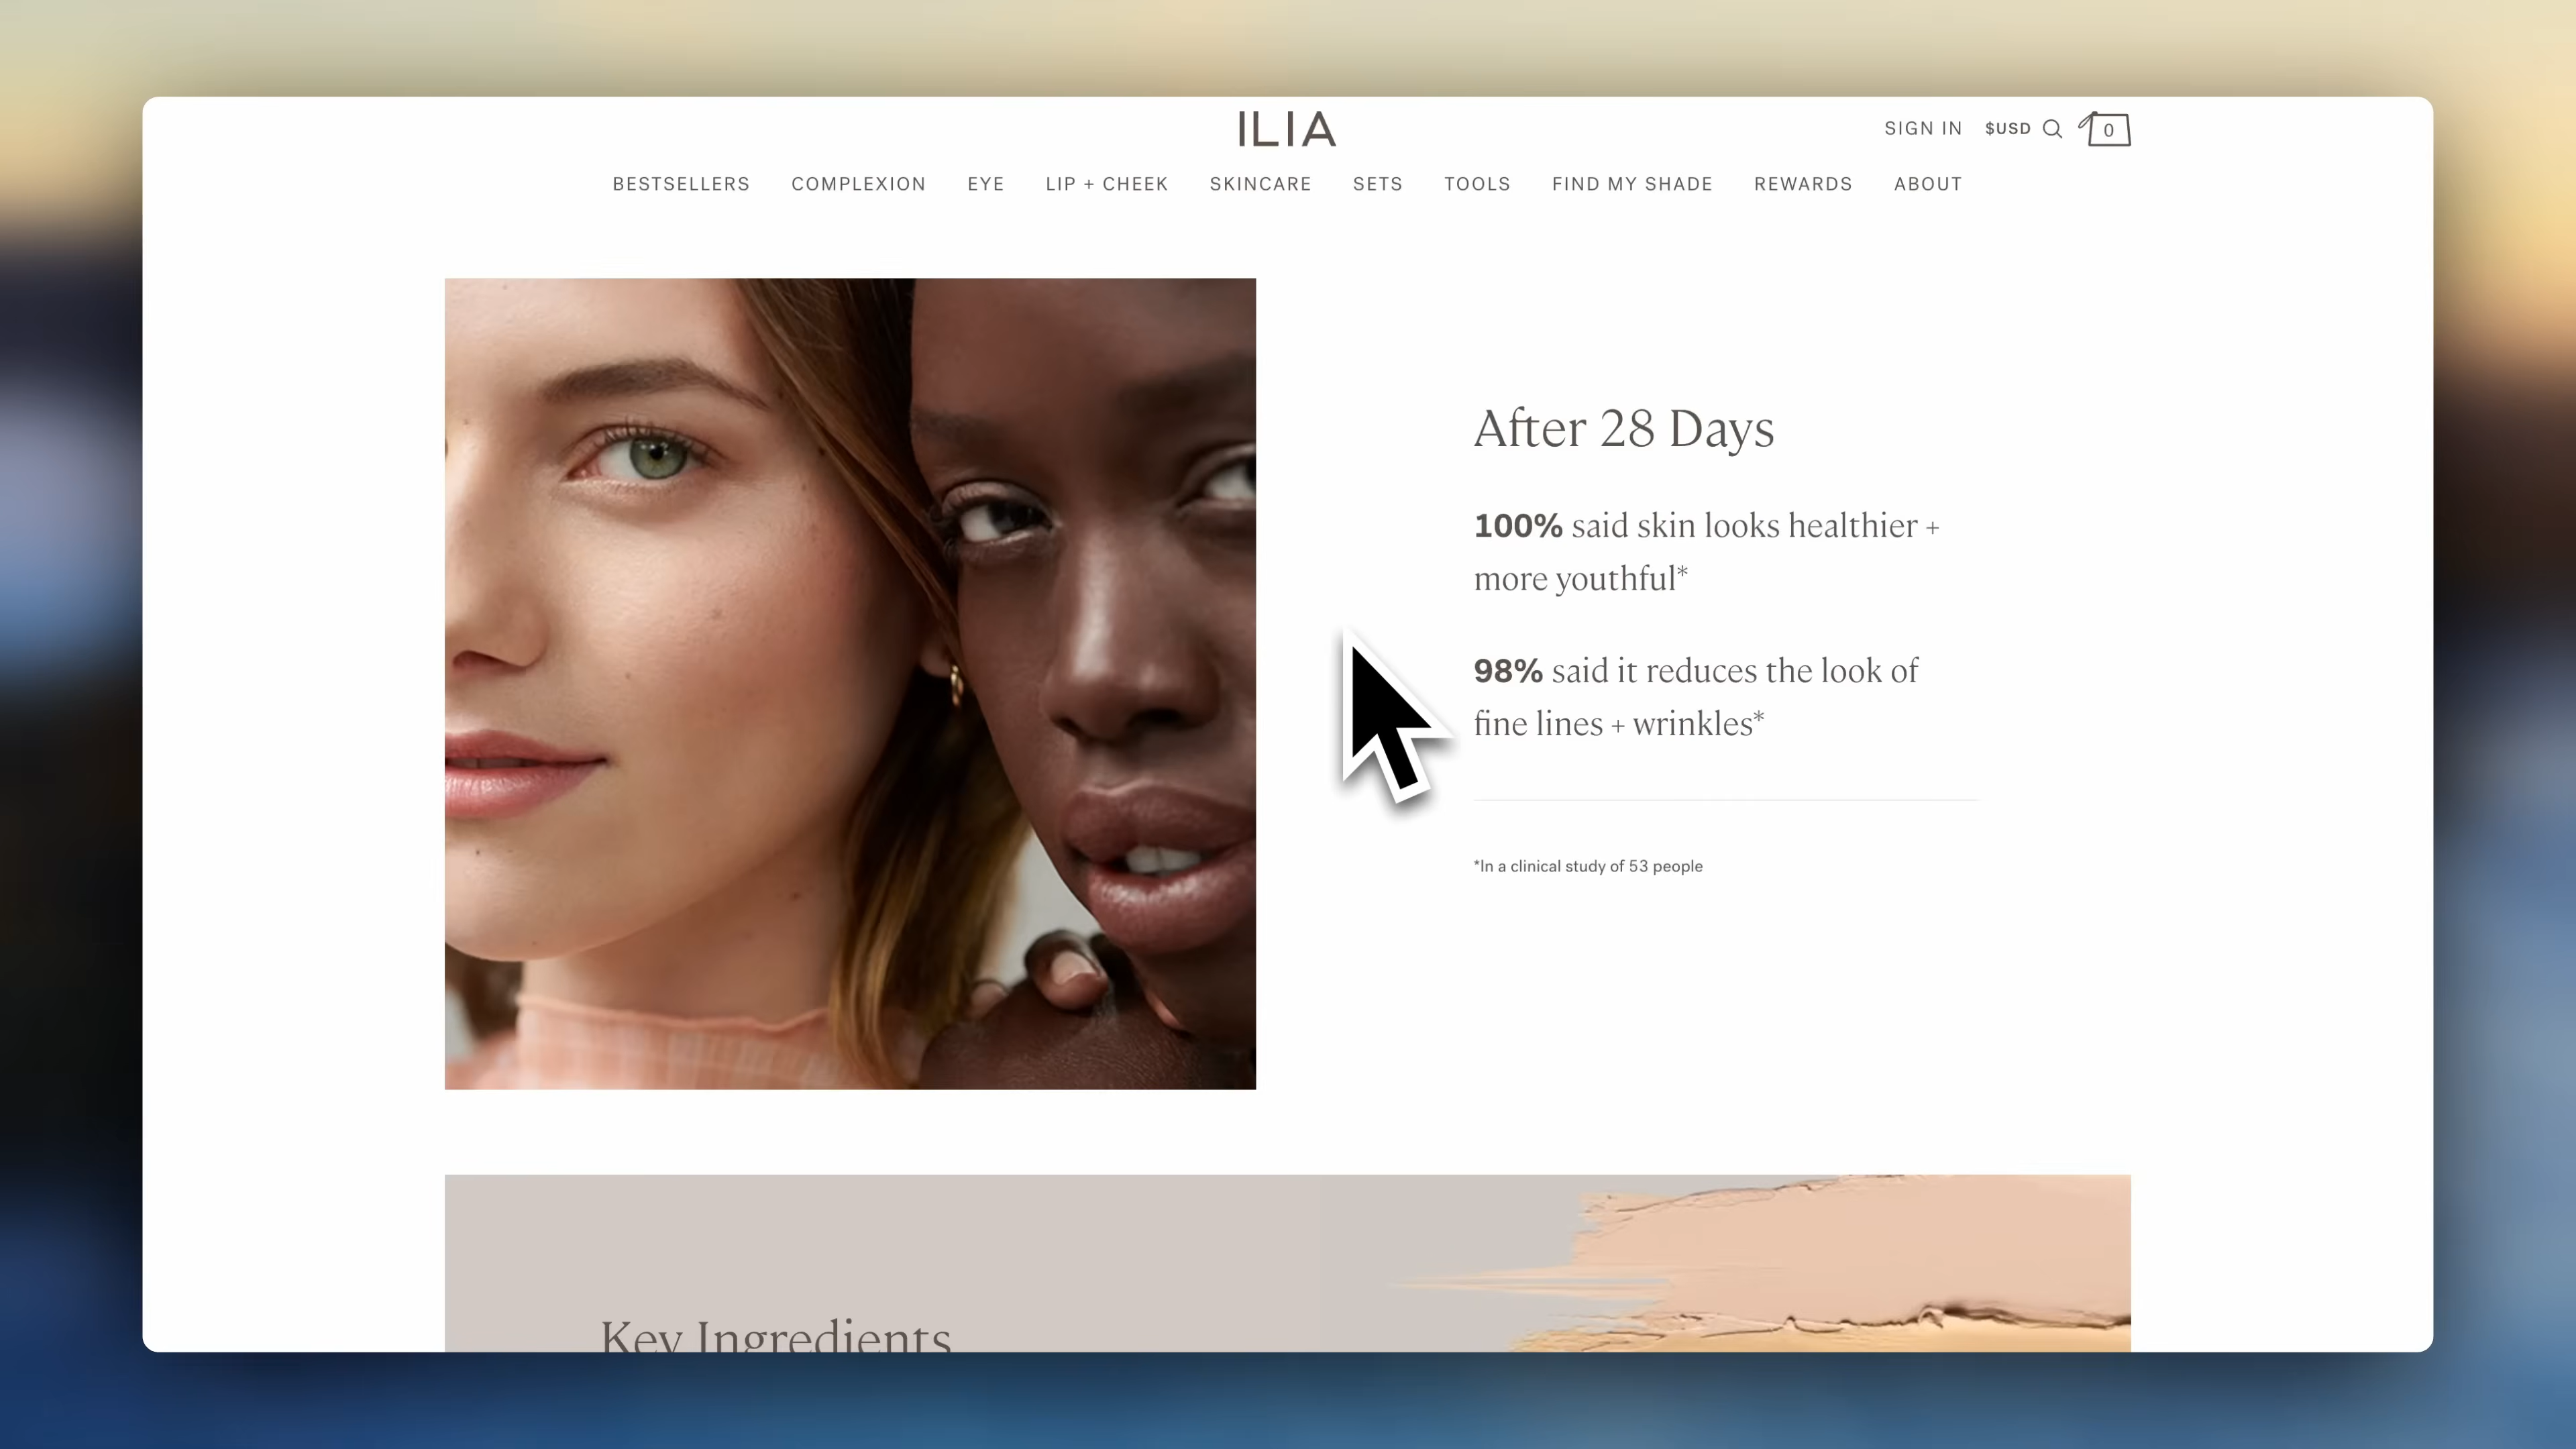 ILIA
SIGN IN $USD 0
BESTSELLERS COMPLEXION EYE LIP + CHEEK SKINCARE SETS TOOLS FIND MY SHADE REWARDS ABOUT
After 28 Days
100% said skin looks healthier +
more youthful*
98% said it reduces the look of
fine lines + wrinkles*
*In a clinical study of 53 people
Key Ingredients